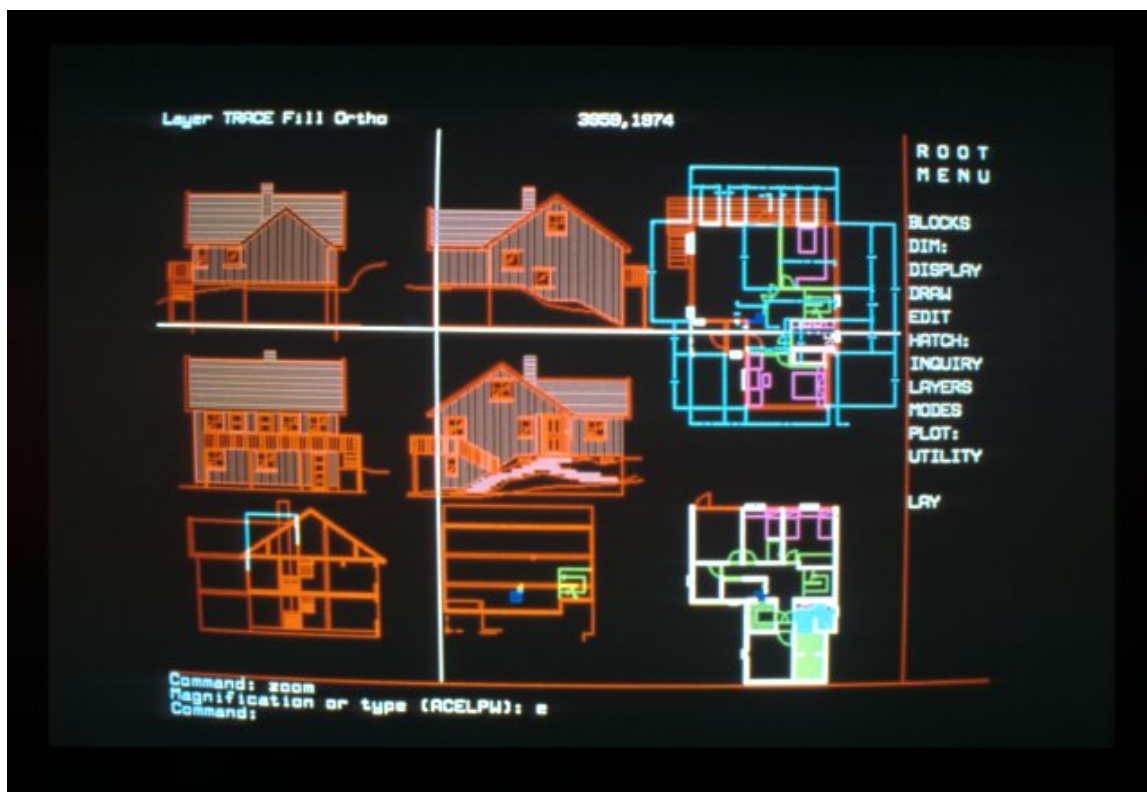 Layer TRACE Fill Ortho
3959,1974
ROOT
MENU
BLOCKS
DIM:
DISPLAY
DRAW
EDIT
HATCH:
INQUIRY
LAYERS
MODES
PLOT:
UTILITY
LAY
Command: zoom
Magnification or type (ACELPW): e
Command: